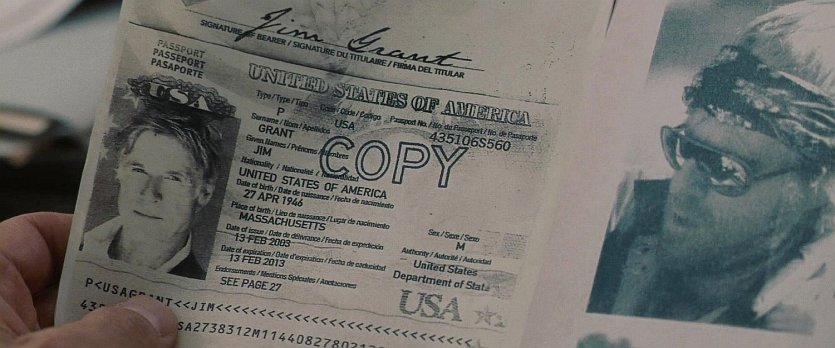 Jim Grant
SIGNATURE OF BEARER / SIGNATURE DU TITULAIRE / FIRMA DEL TITULAR
PASSPORT
PASSEPORT
PASAPORTE
USA
UNITED STATES OF AMERICA
Type / Type / Tipo Code / Code / Código Passport No. / No. du Passeport / No. de Pasaporte
P USA 435106S560
Surname / Nom / Apellidos
GRANT
Given Names / Prénoms / Nombres
JIM
COPY
Nationality / Nationalité / Nacionalidad
UNITED STATES OF AMERICA
Date of birth / Date de naissance / Fecha de nacimiento
27 APR 1946
Place of birth / Lieu de naissance / Lugar de nacimiento Sex / Sexe / Sexo
MASSACHUSETTS M
Date of issue / Date de délivrance / Fecha de expedición Authority / Autorité / Autoridad
13 FEB 2003 United States
Date of expiration / Date d'expiration / Fecha de caducidad Department of State
13 FEB 2013
Endorsements / Mentions Spéciales / Anotaciones
SEE PAGE 27 USA
P<USAGRANT<<JIM<<<<<<<<<<<<<<<<<<<<<<<<<